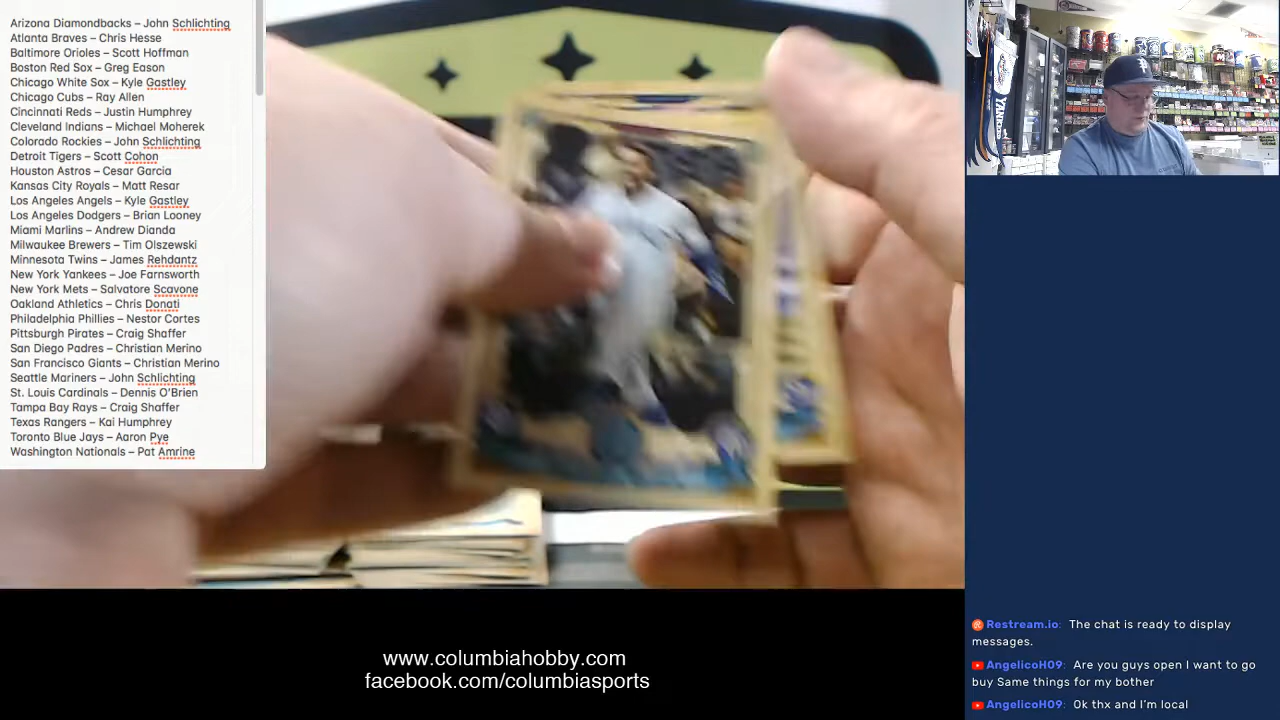 Arizona Diamondbacks – John Schlichting
Atlanta Braves – Chris Hesse
Baltimore Orioles – Scott Hoffman
Boston Red Sox – Greg Eason
Chicago White Sox – Kyle Gastley
Chicago Cubs – Ray Allen
Cincinnati Reds – Justin Humphrey
Cleveland Indians – Michael Moherek
Colorado Rockies – John Schlichting
Detroit Tigers – Scott Cohon
Houston Astros – Cesar Garcia
Kansas City Royals – Matt Resar
Los Angeles Angels – Kyle Gastley
Los Angeles Dodgers – Brian Looney
Miami Marlins – Andrew Dianda
Milwaukee Brewers – Tim Olszewski
Minnesota Twins – James Rehdantz
New York Yankees – Joe Farnsworth
New York Mets – Salvatore Scavone
Oakland Athletics – Chris Donati
Philadelphia Phillies – Nestor Cortes
Pittsburgh Pirates – Craig Shaffer
San Diego Padres – Christian Merino
San Francisco Giants – Christian Merino
Seattle Mariners – John Schlichting
St. Louis Cardinals – Dennis O'Brien
Tampa Bay Rays – Craig Shaffer
Texas Rangers – Kai Humphrey
Toronto Blue Jays – Aaron Pye
Washington Nationals – Pat Amrine
www.columbiahobby.com
facebook.com/columbiasports
Restream.io: The chat is ready to display
messages.
AngelicoH09: Are you guys open I want to go
buy Same things for my bother
AngelicoH09: Ok thx and I'm local